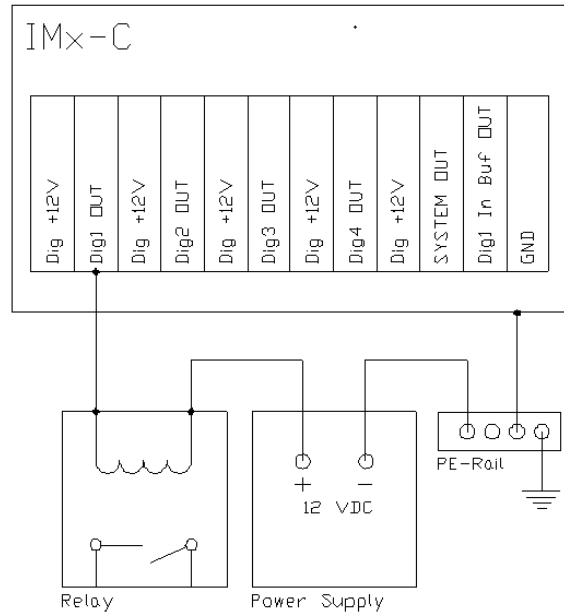 IMx-C
Dig +12V
Dig1 OUT
Dig +12V
Dig2 OUT
Dig +12V
Dig3 OUT
Dig +12V
Dig4 OUT
Dig +12V
SYSTEM OUT
Dig1 In Buf OUT
GND
PE-Rail
+ -
12 VDC
Relay
Power Supply